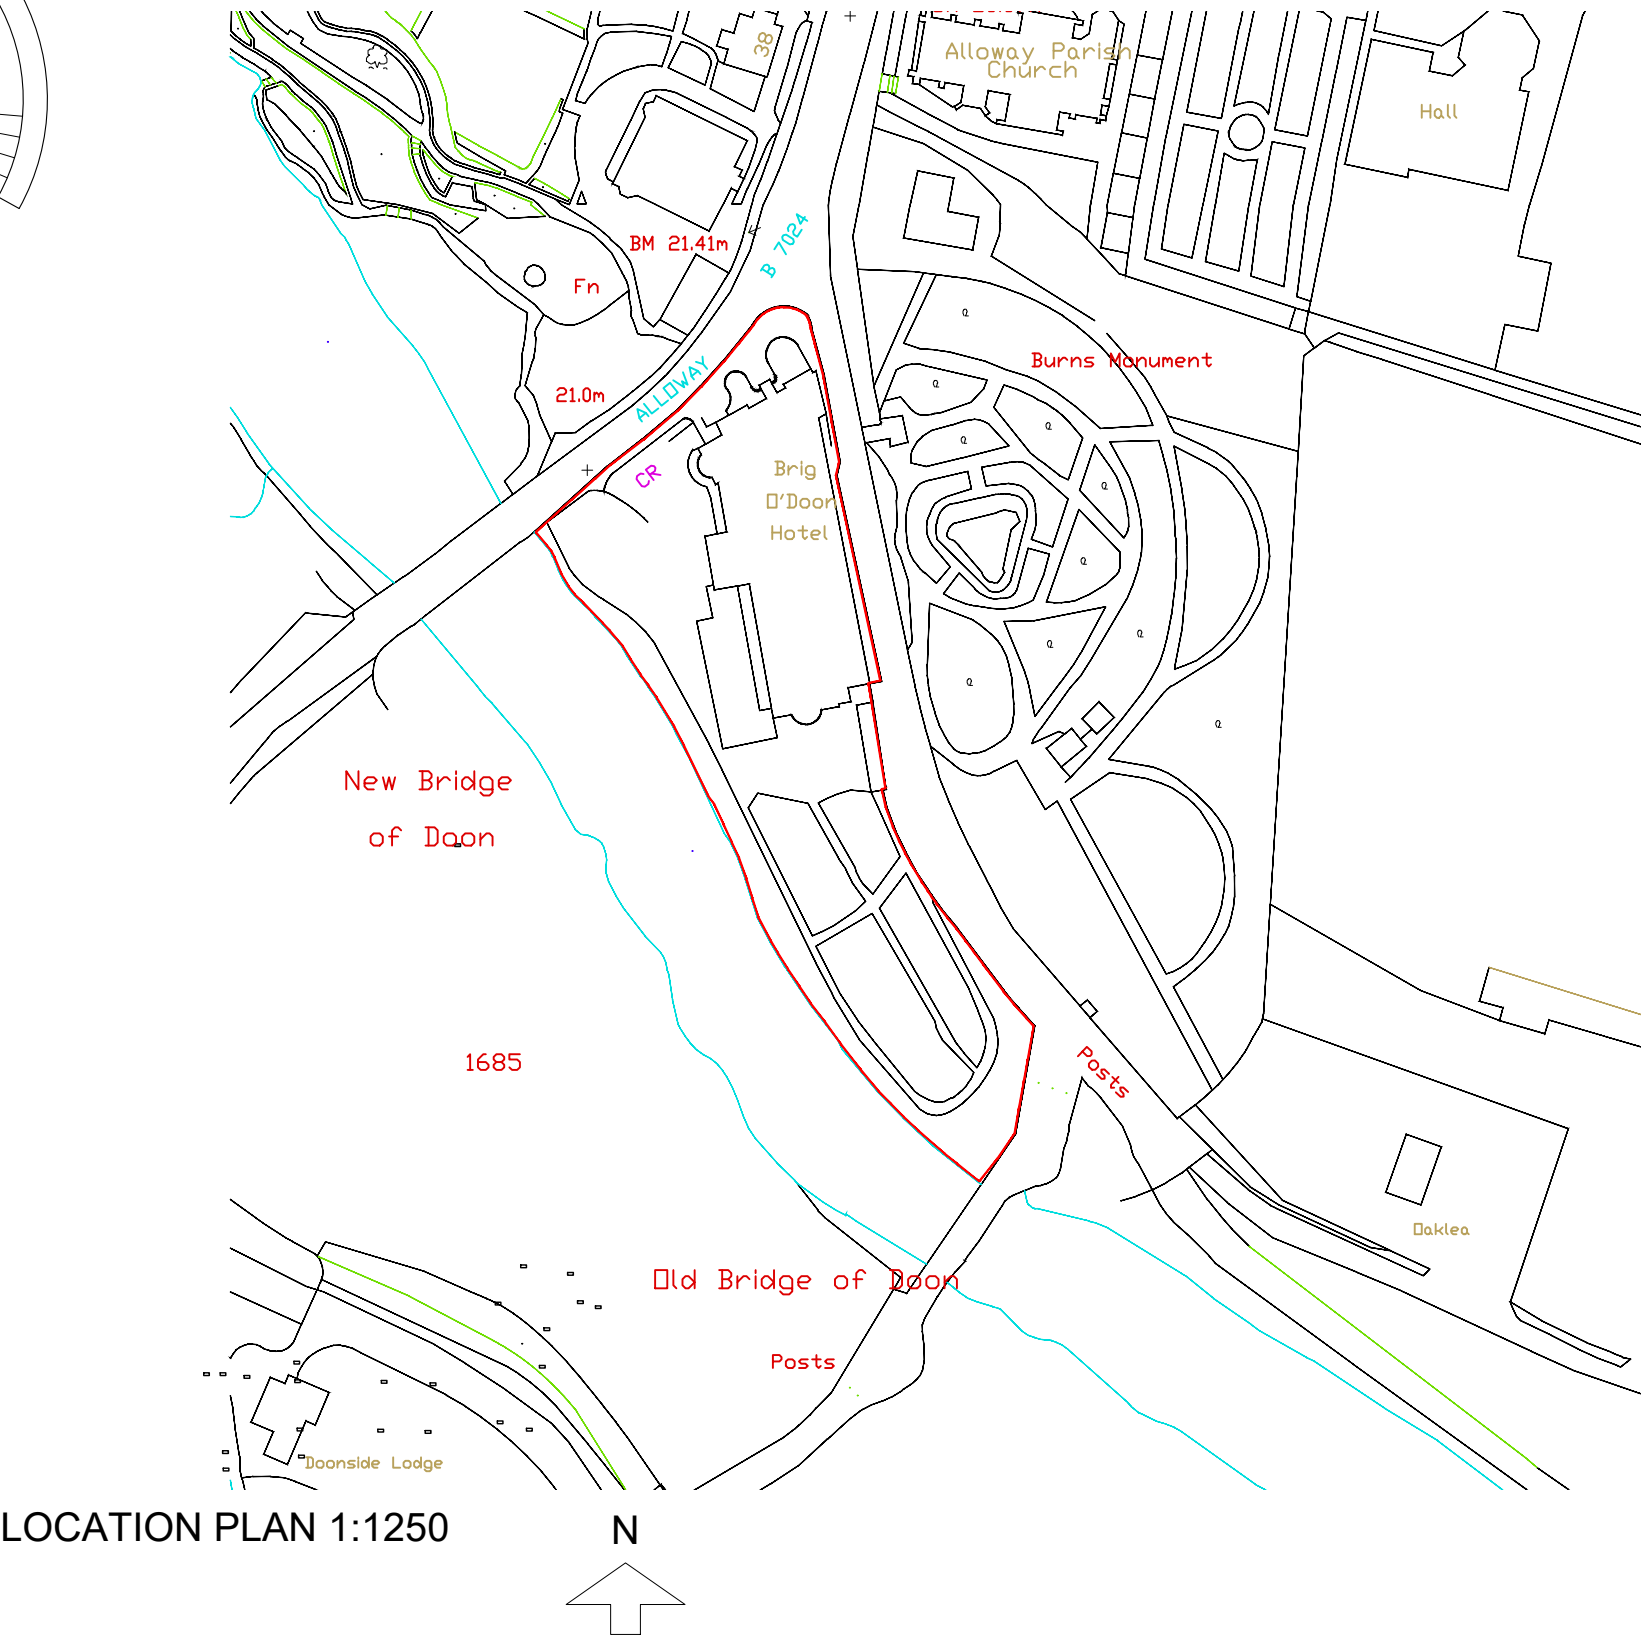 38
Alloway Parish
Church
Hall
BM 21.41m
B 7024
Fn
Burns Monument
21.0m
ALLOWAY
CR
Brig
O'Doon
Hotel
New Bridge
of Doon
1685
Posts
Oaklea
Old Bridge of Doon
Posts
Doonside Lodge
LOCATION PLAN 1:1250
N